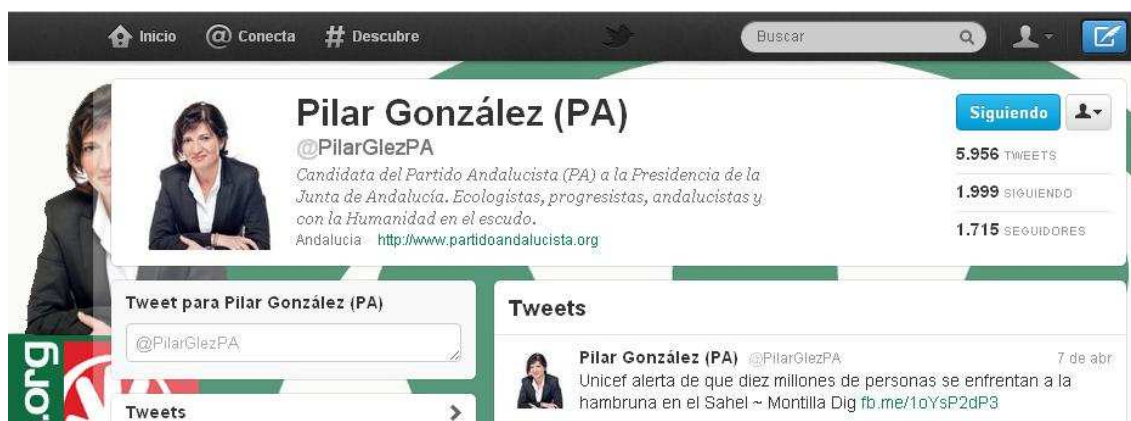 Inicio @ Conecta # Descubre Buscar
Pilar González (PA)
@PilarGlezPA
Candidata del Partido Andalucista (PA) a la Presidencia de la
Junta de Andalucía. Ecologistas, progresistas, andalucistas y
con la Humanidad en el escudo.
Andalucia http://www.partidoandalucista.org
Siguiendo
5.956 TWEETS
1.999 SIGUIENDO
1.715 SEGUIDORES
Tweet para Pilar González (PA)
@PilarGlezPA
Tweets
Tweets
Pilar González (PA) @PilarGlezPA 7 de abr
Unicef alerta de que diez millones de personas se enfrentan a la
hambruna en el Sahel ~ Montilla Dig fb.me/1oYsP2dP3
.org